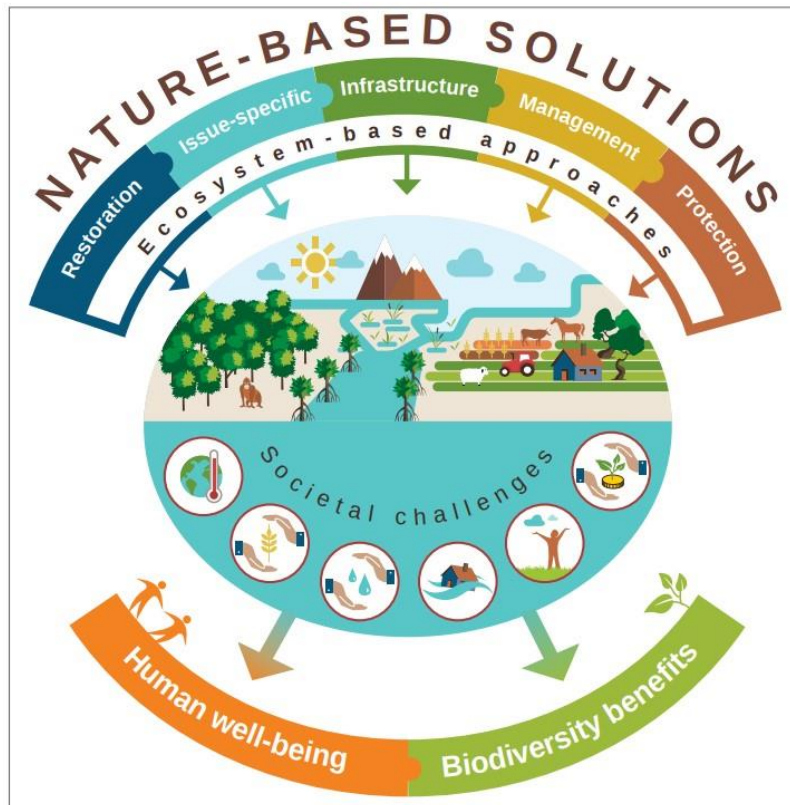 NATURE-BASED SOLUTIONS
Restoration
Issue-specific
Infrastructure
Management
Protection
Ecosystem-based approaches
Societal challenges
Human well-being
Biodiversity benefits